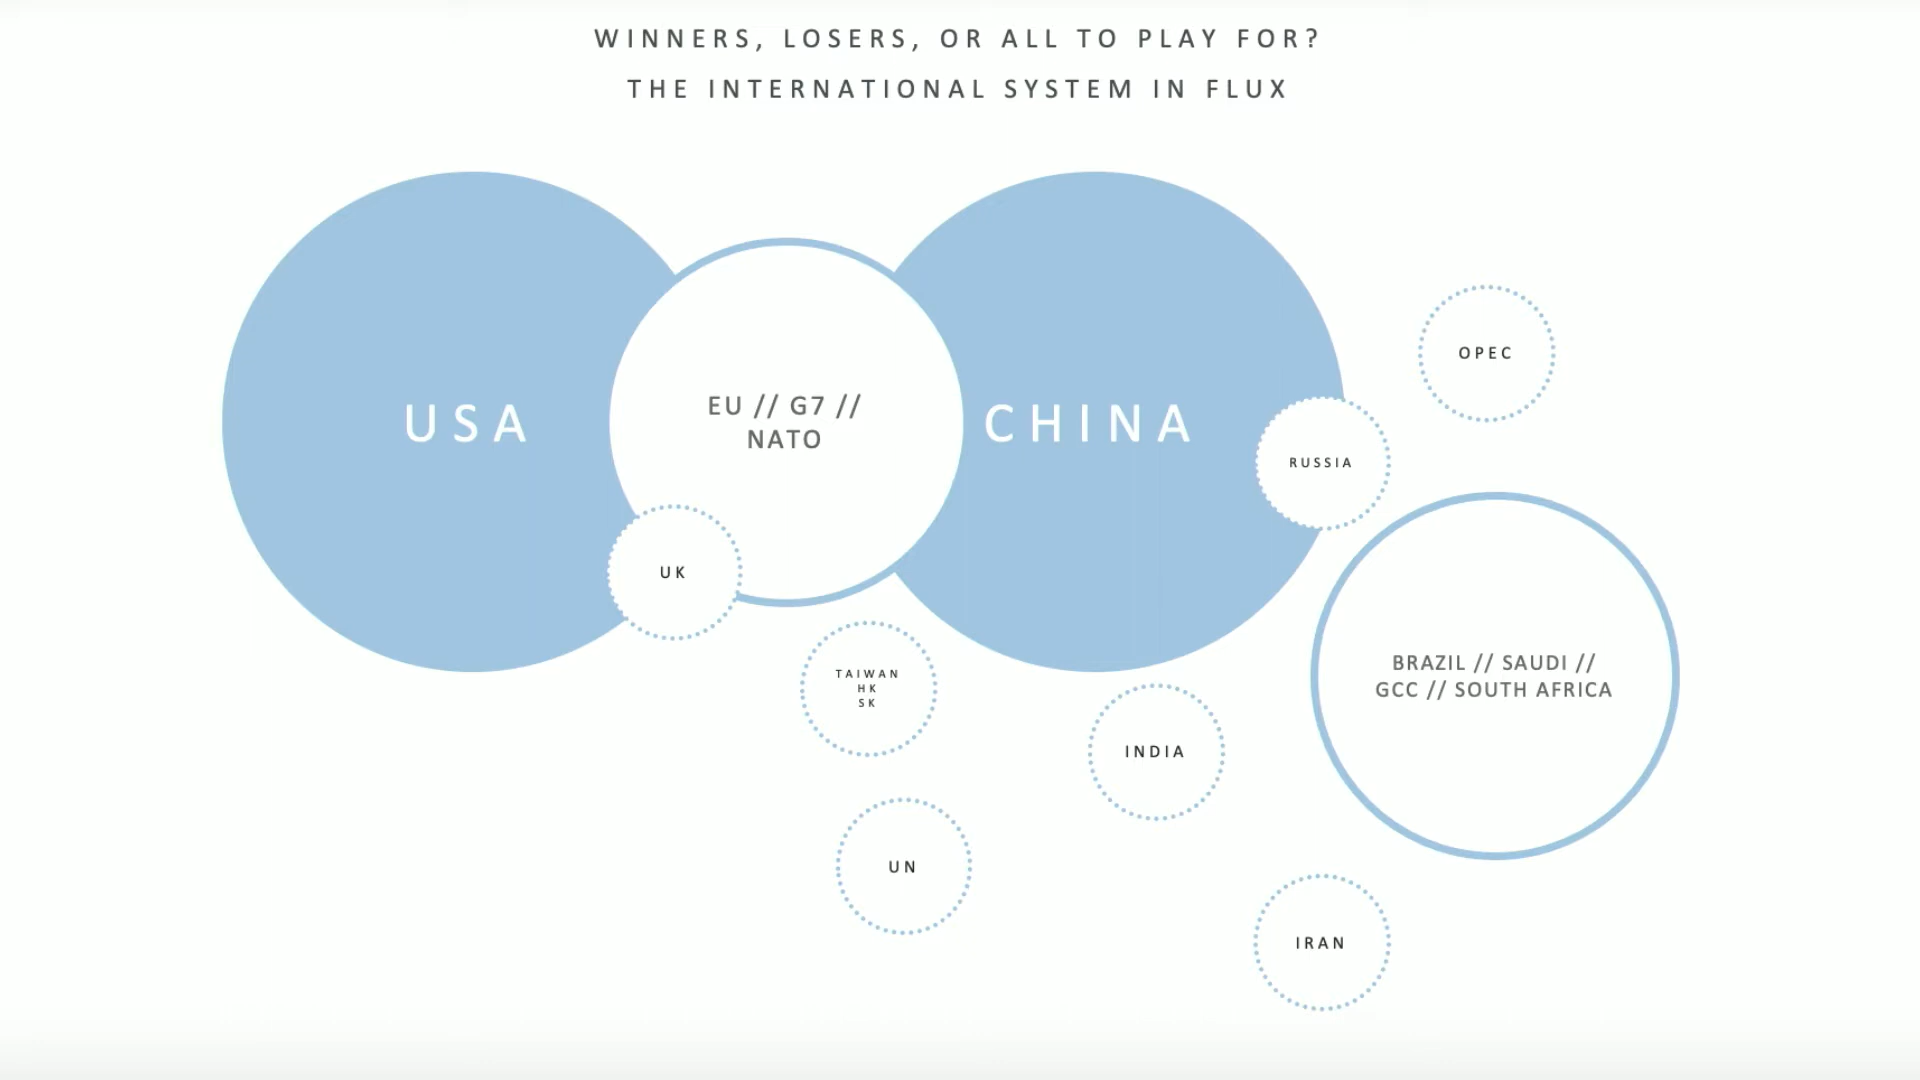 WINNERS, LOSERS, OR ALL TO PLAY FOR?
THE INTERNATIONAL SYSTEM IN FLUX
USA
EU // G7 //
NATO
CHINA
OPEC
RUSSIA
UK
TAIWAN
HK
SK
INDIA
BRAZIL // SAUDI //
GCC // SOUTH AFRICA
UN
IRAN